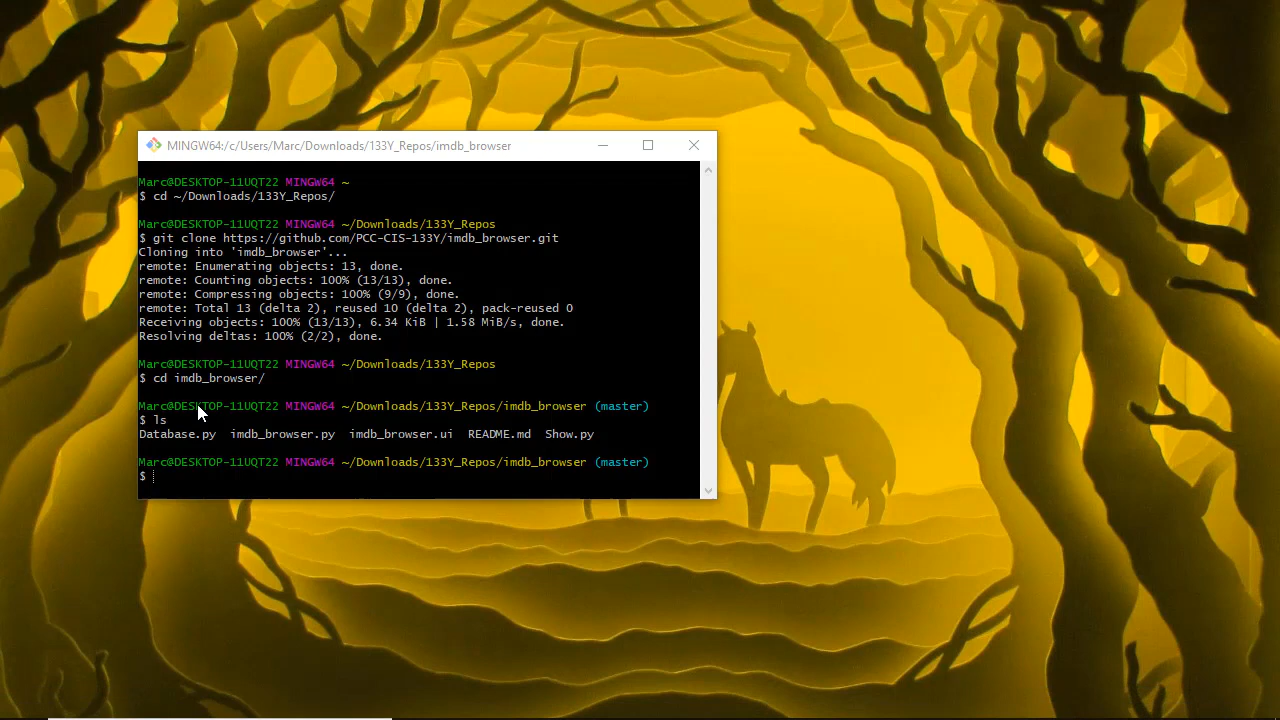 MINGW64:/c/Users/Marc/Downloads/133Y_Repos/imdb_browser
Marc@DESKTOP-11UQT22 MINGW64 ~
$ cd ~/Downloads/133Y_Repos/
Marc@DESKTOP-11UQT22 MINGW64 ~/Downloads/133Y_Repos
$ git clone https://github.com/PCC-CIS-133Y/imdb_browser.git
Cloning into 'imdb_browser'...
remote: Enumerating objects: 13, done.
remote: Counting objects: 100% (13/13), done.
remote: Compressing objects: 100% (9/9), done.
remote: Total 13 (delta 2), reused 10 (delta 2), pack-reused 0
Receiving objects: 100% (13/13), 6.34 KiB | 1.58 MiB/s, done.
Resolving deltas: 100% (2/2), done.
Marc@DESKTOP-11UQT22 MINGW64 ~/Downloads/133Y_Repos
$ cd imdb_browser/
Marc@DESKTOP-11UQT22 MINGW64 ~/Downloads/133Y_Repos/imdb_browser (master)
$ ls
Database.py  imdb_browser.py  imdb_browser.ui  README.md  Show.py
Marc@DESKTOP-11UQT22 MINGW64 ~/Downloads/133Y_Repos/imdb_browser (master)
$